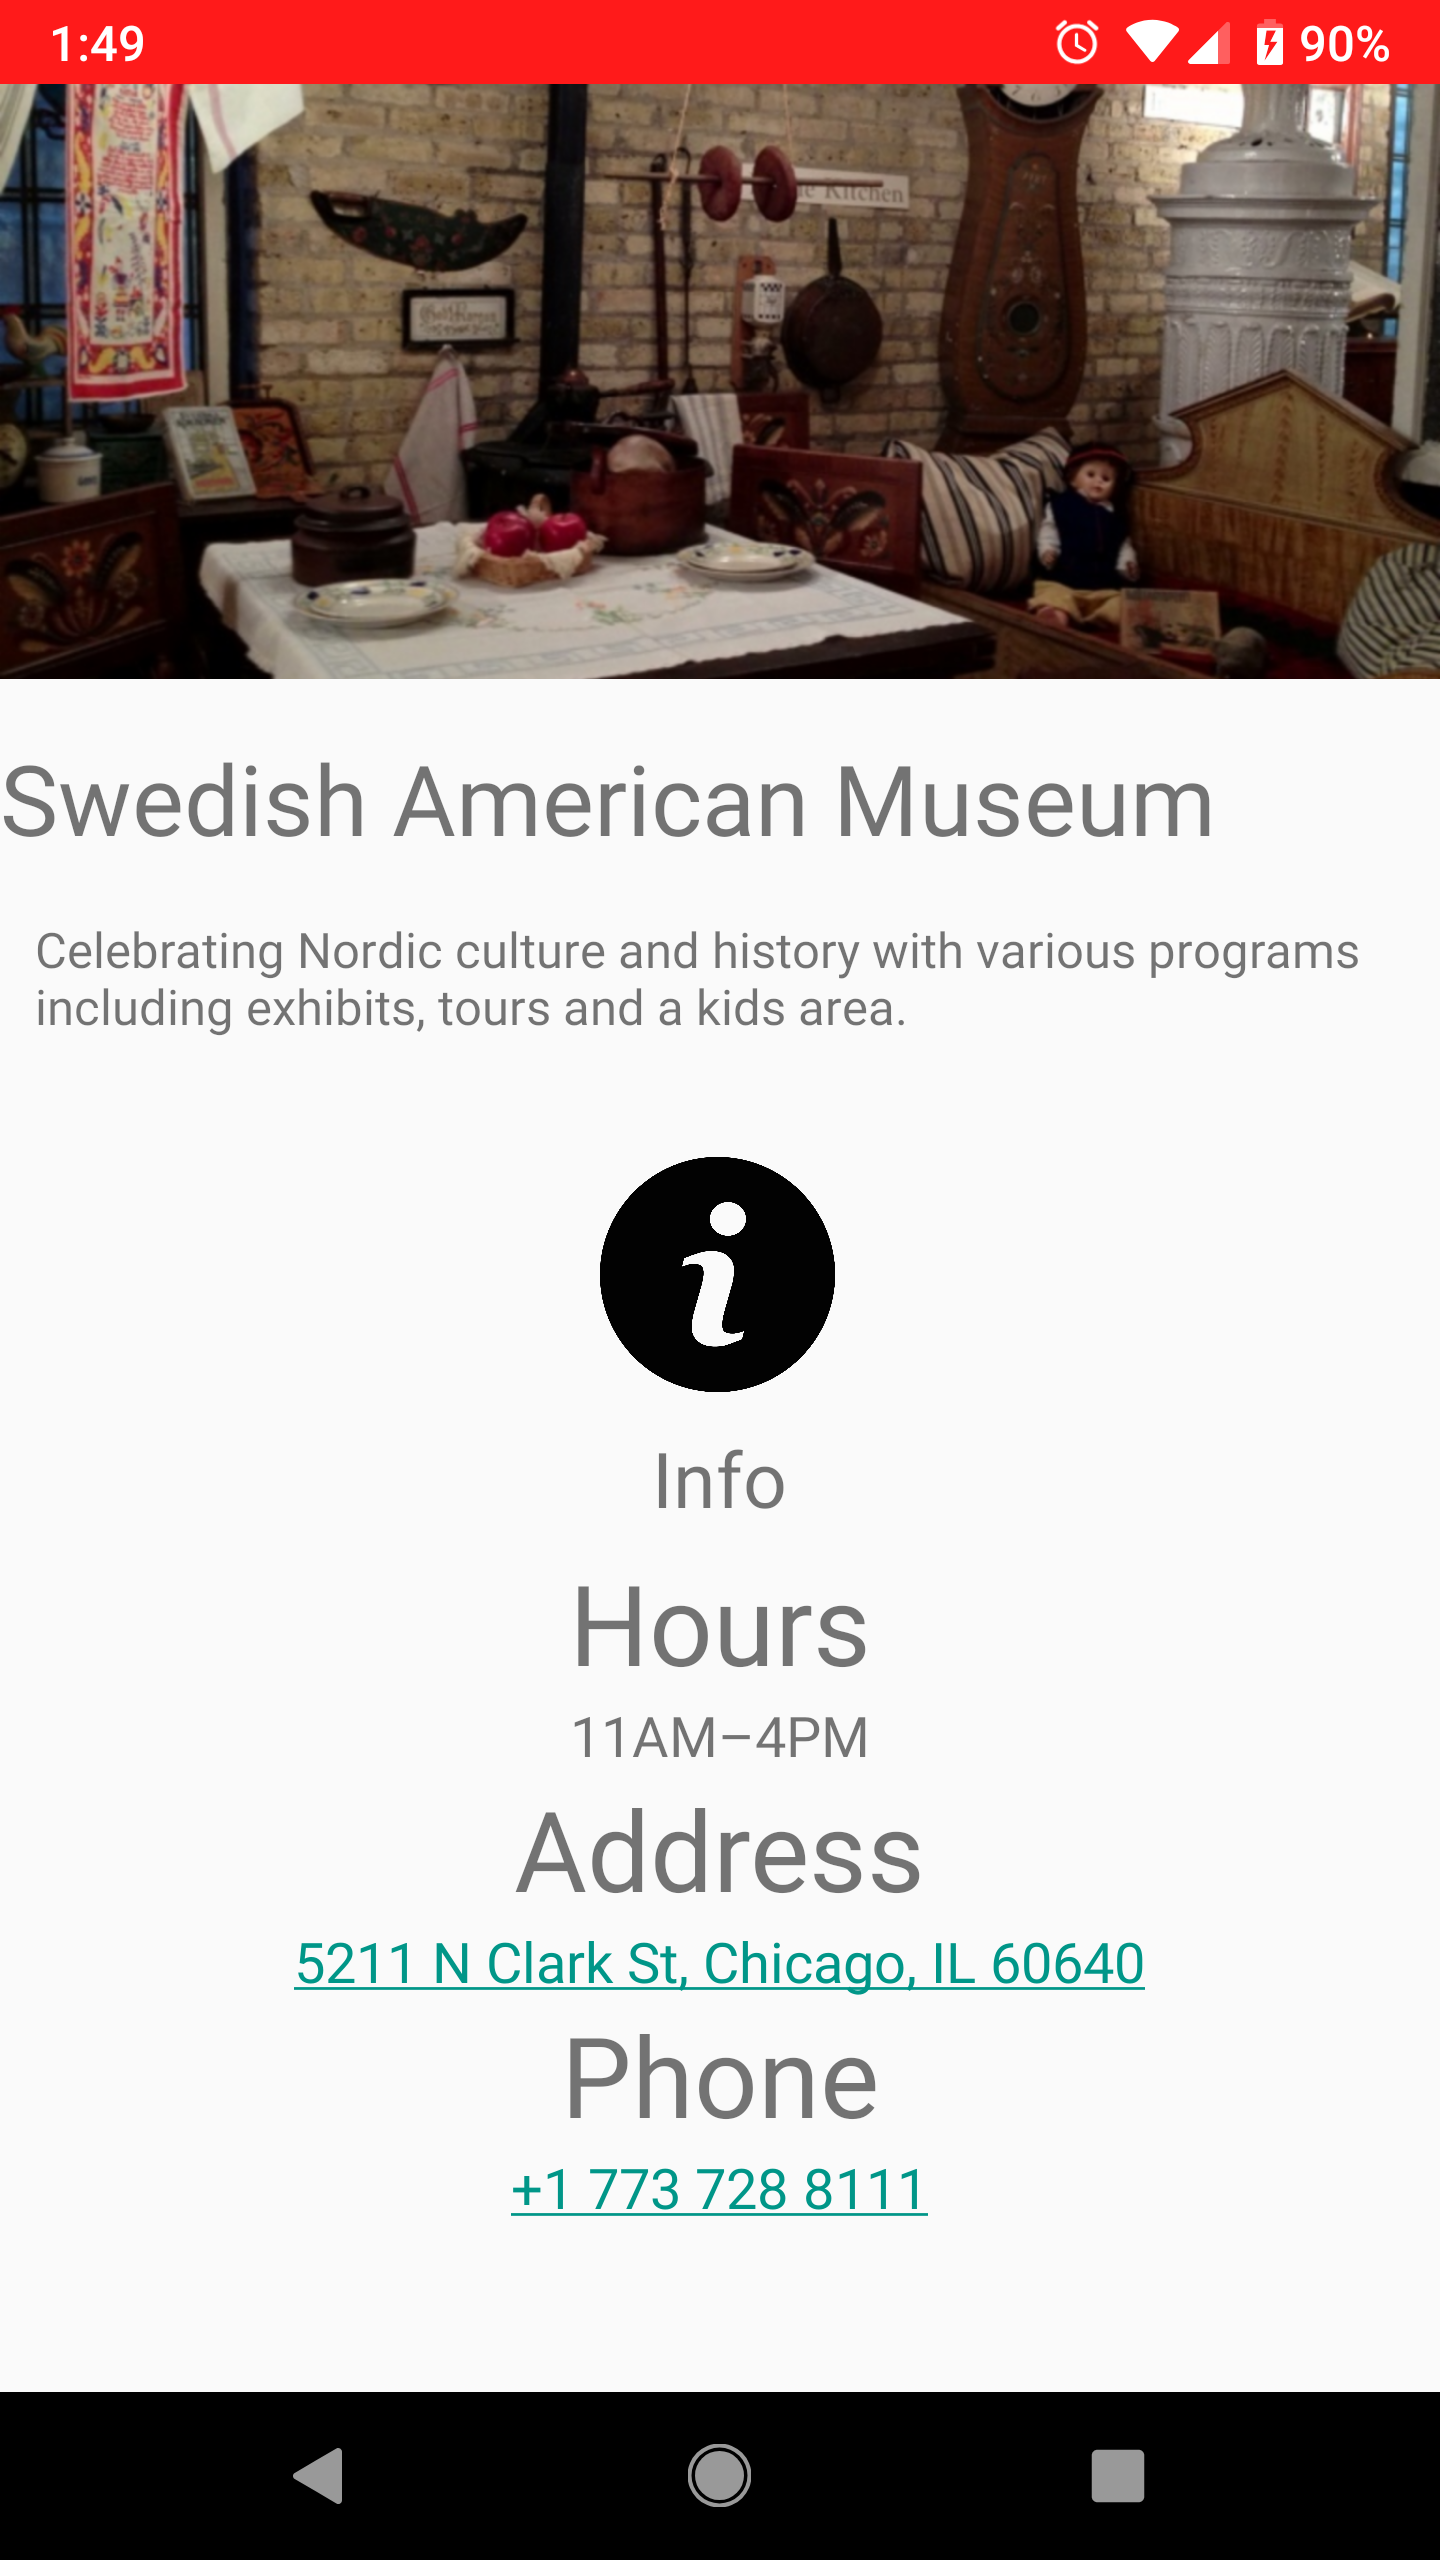 1:49
90%
Kitchen
Swedish American Museum
Celebrating Nordic culture and history with various programs
including exhibits, tours and a kids area.
i
Info
Hours
11AM–4PM
Address
5211 N Clark St, Chicago, IL 60640
Phone
+1 773 728 8111